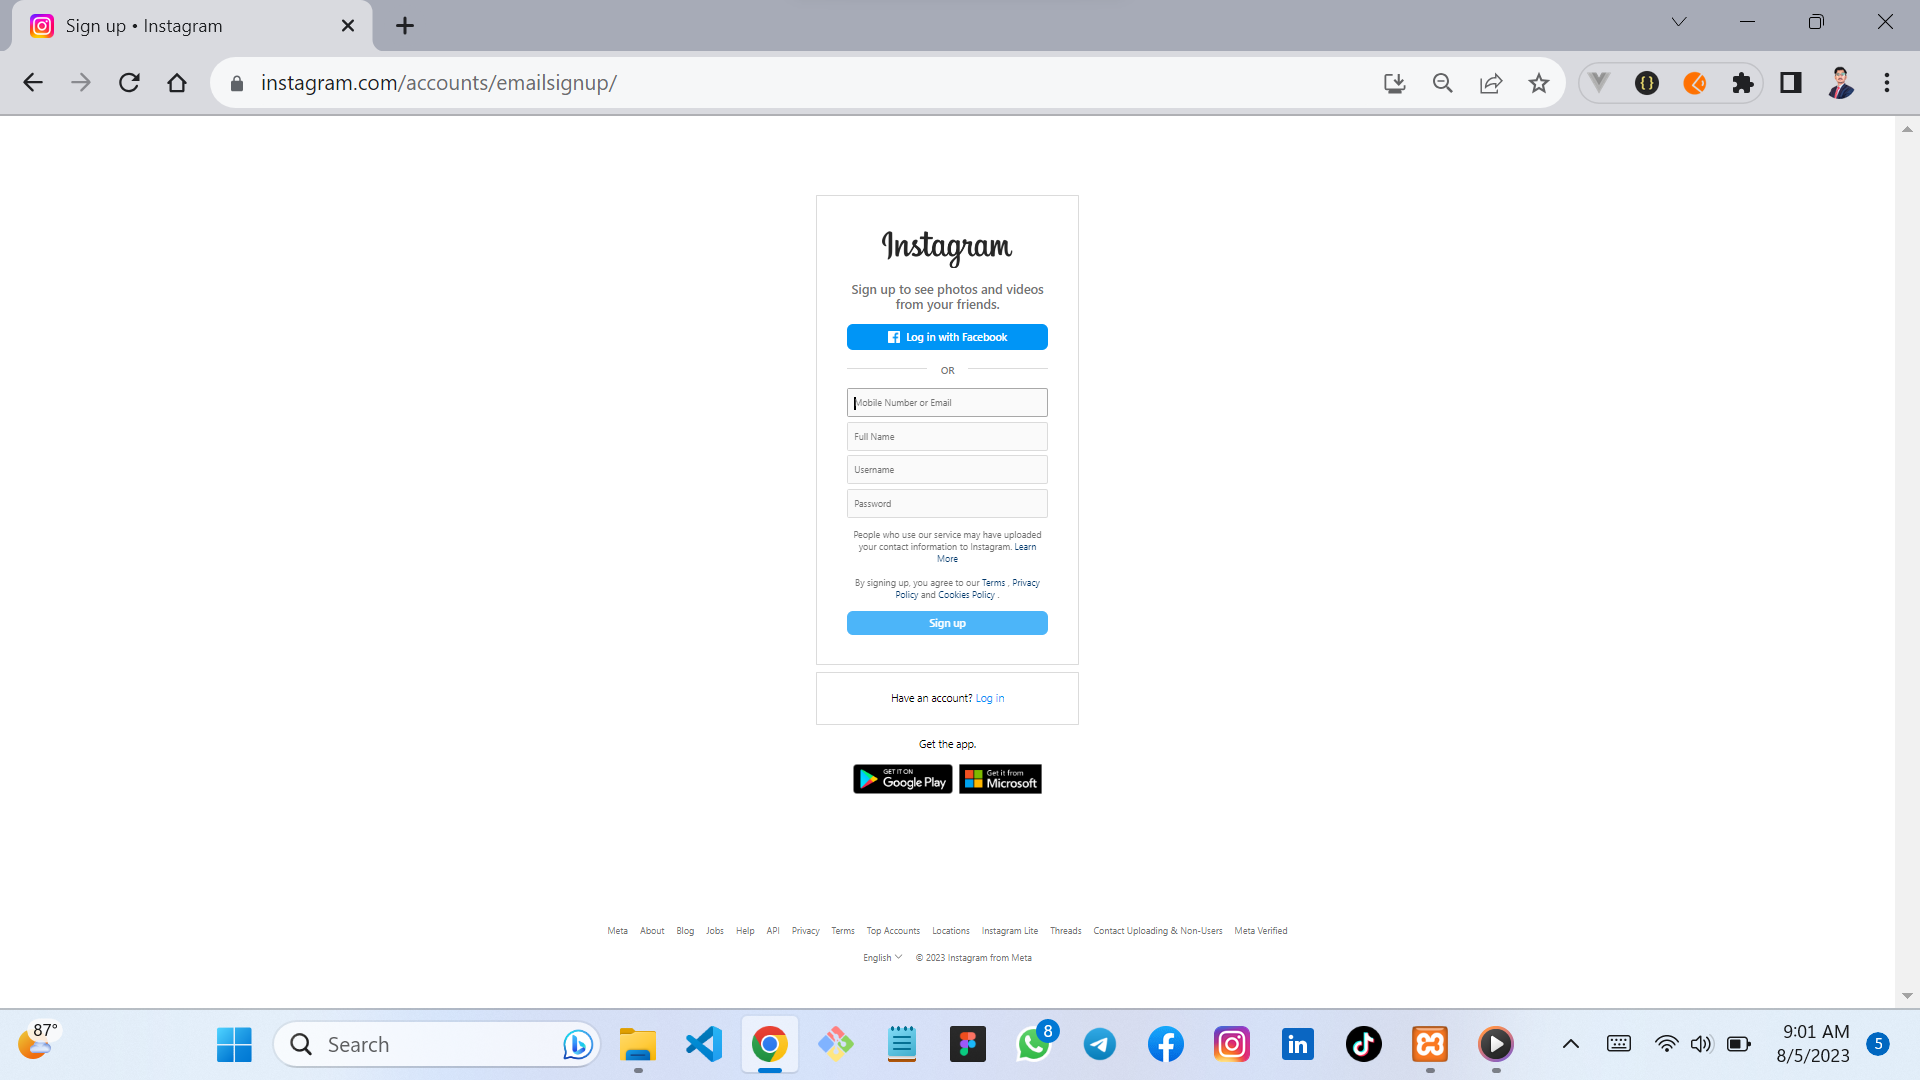 Sign up • Instagram
instagram.com/accounts/emailsignup/
Instagram
Sign up to see photos and videos
from your friends.
Log in with Facebook
OR
Mobile Number or Email
Full Name
Username
Password
People who use our service may have uploaded
your contact information to Instagram. Learn
More
By signing up, you agree to our Terms , Privacy
Policy and Cookies Policy .
Sign up
Have an account? Log in
Get the app.
GET IT ON
Google Play
Get it from
Microsoft
Meta About Blog Jobs Help API Privacy Terms Top Accounts Locations Instagram Lite Threads Contact Uploading & Non-Users Meta Verified
English © 2023 Instagram from Meta
87°
Search
8
9:01 AM
8/5/2023
5